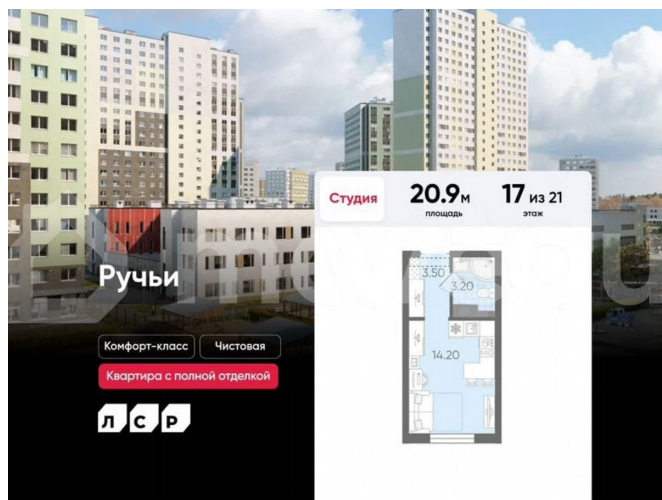 Студия
20.9м
площадь
17 из 21
этаж
Ручьи
3.50
3.20
14.20
Комфорт-класс
Чистовая
Квартира с полной отделкой
ЛСР